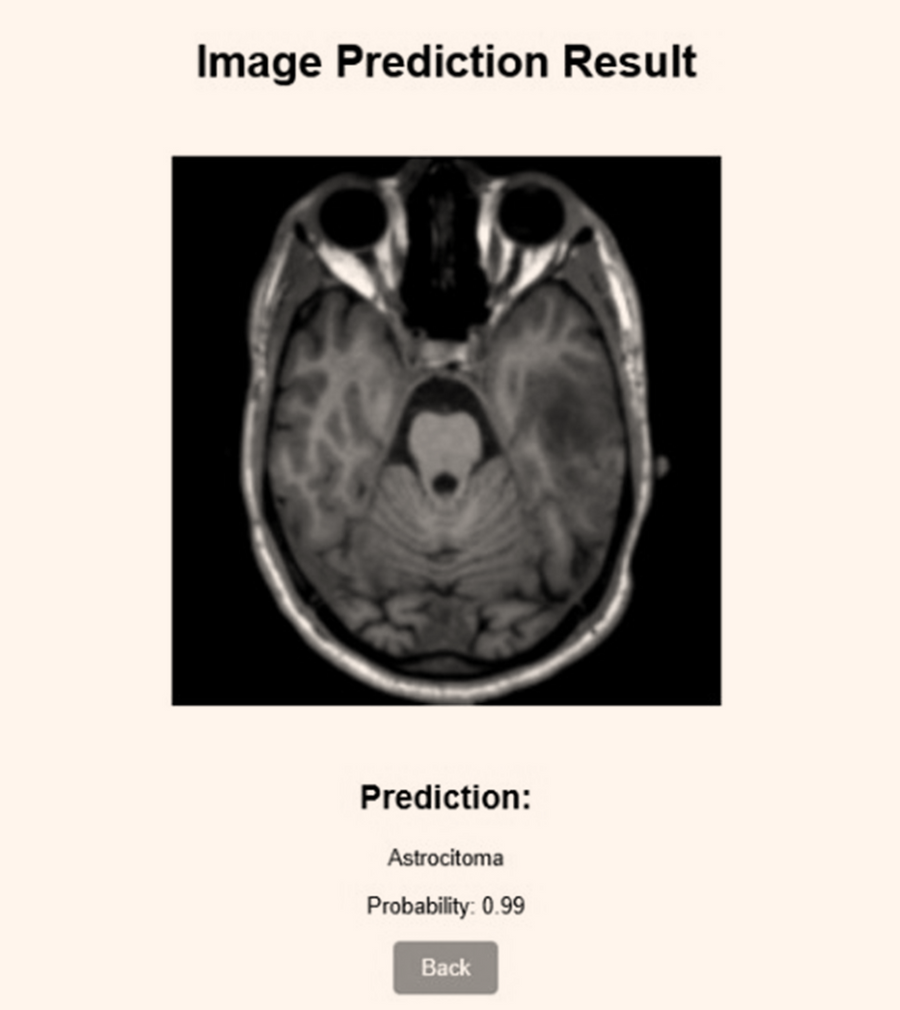 Image Prediction Result
Prediction:
Astrocitoma
Probability: 0.99
Back